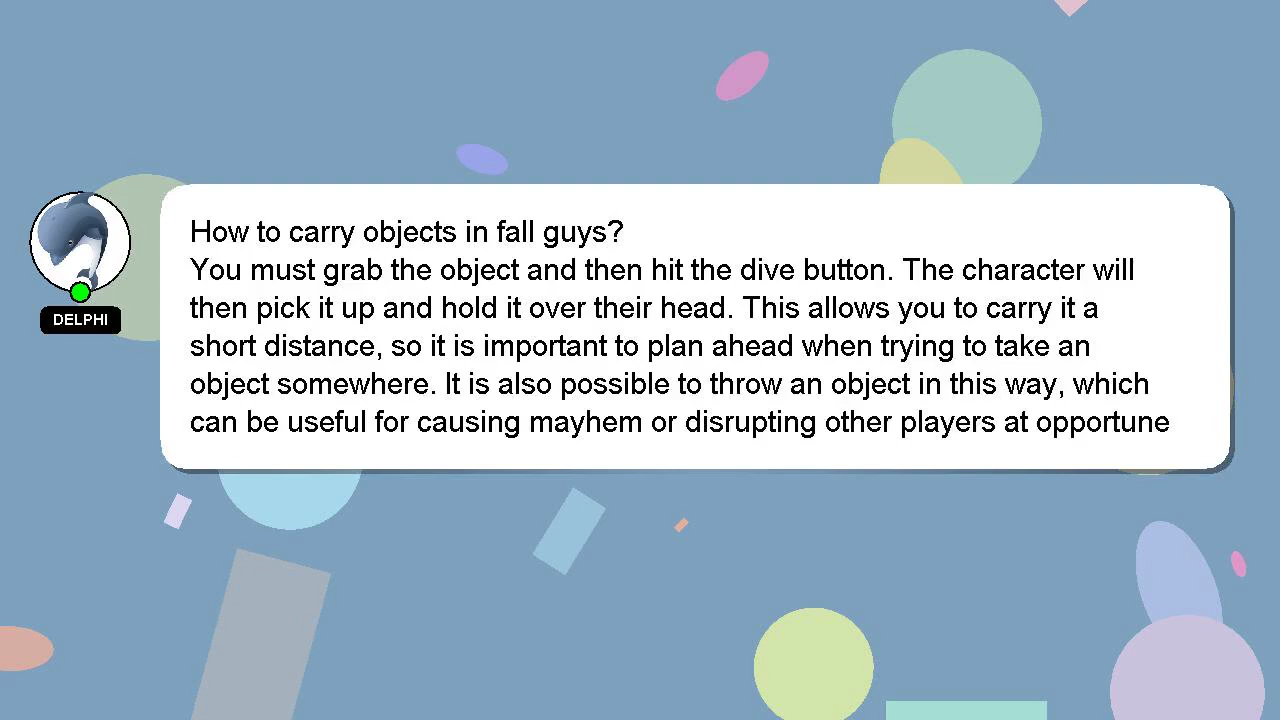 How to carry objects in fall guys?
You must grab the object and then hit the dive button. The character will
then pick it up and hold it over their head. This allows you to carry it a
short distance, so it is important to plan ahead when trying to take an
object somewhere. It is also possible to throw an object in this way, which
can be useful for causing mayhem or disrupting other players at opportune
DELPHI